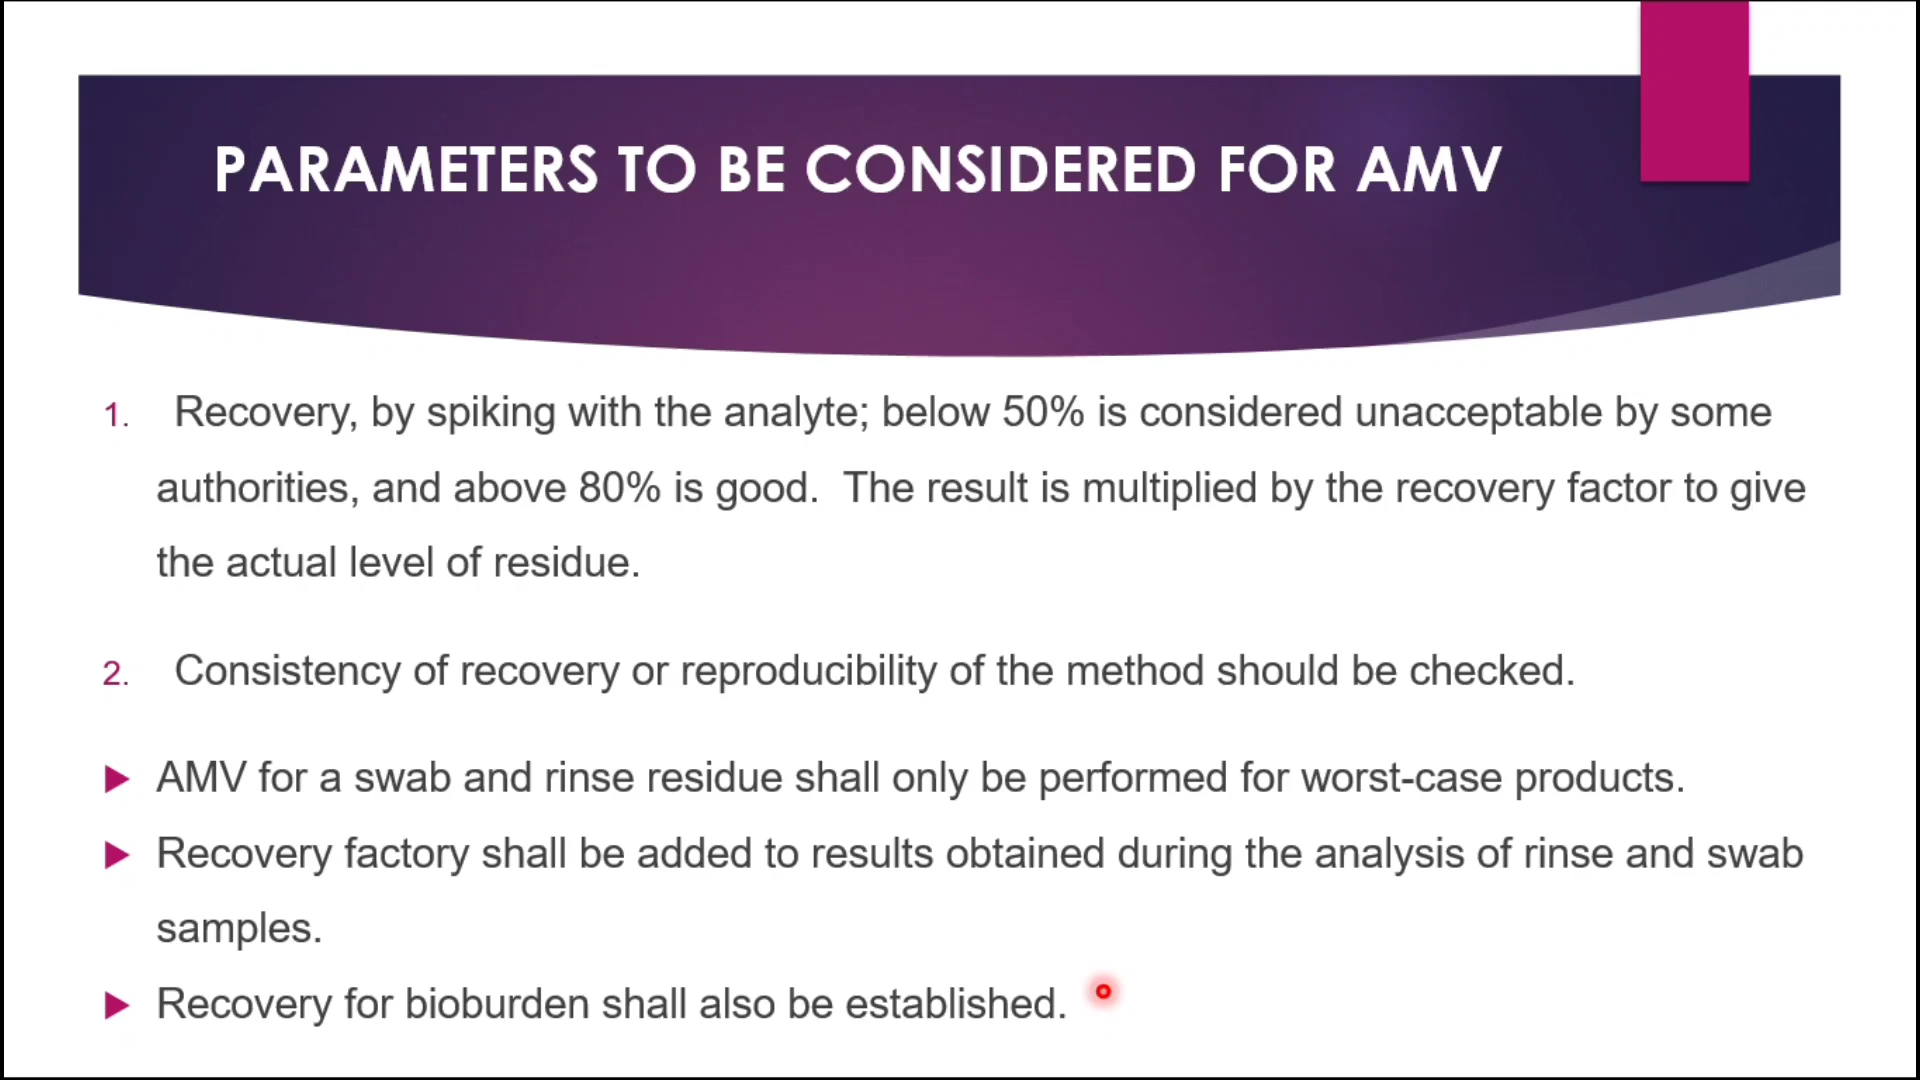 PARAMETERS TO BE CONSIDERED FOR AMV
1. Recovery, by spiking with the analyte; below 50% is considered unacceptable by some
authorities, and above 80% is good.  The result is multiplied by the recovery factor to give
the actual level of residue.
2. Consistency of recovery or reproducibility of the method should be checked.
AMV for a swab and rinse residue shall only be performed for worst-case products.
Recovery factory shall be added to results obtained during the analysis of rinse and swab
samples.
Recovery for bioburden shall also be established.